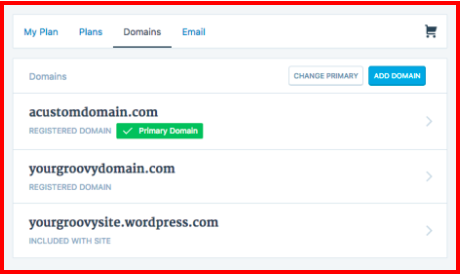 My Plan Plans Domains Email
Domains CHANGE PRIMARY ADD DOMAIN
acustomdomain.com
REGISTERED DOMAIN Primary Domain
yourgroovydomain.com
REGISTERED DOMAIN
yourgroovysite.wordpress.com
INCLUDED WITH SITE